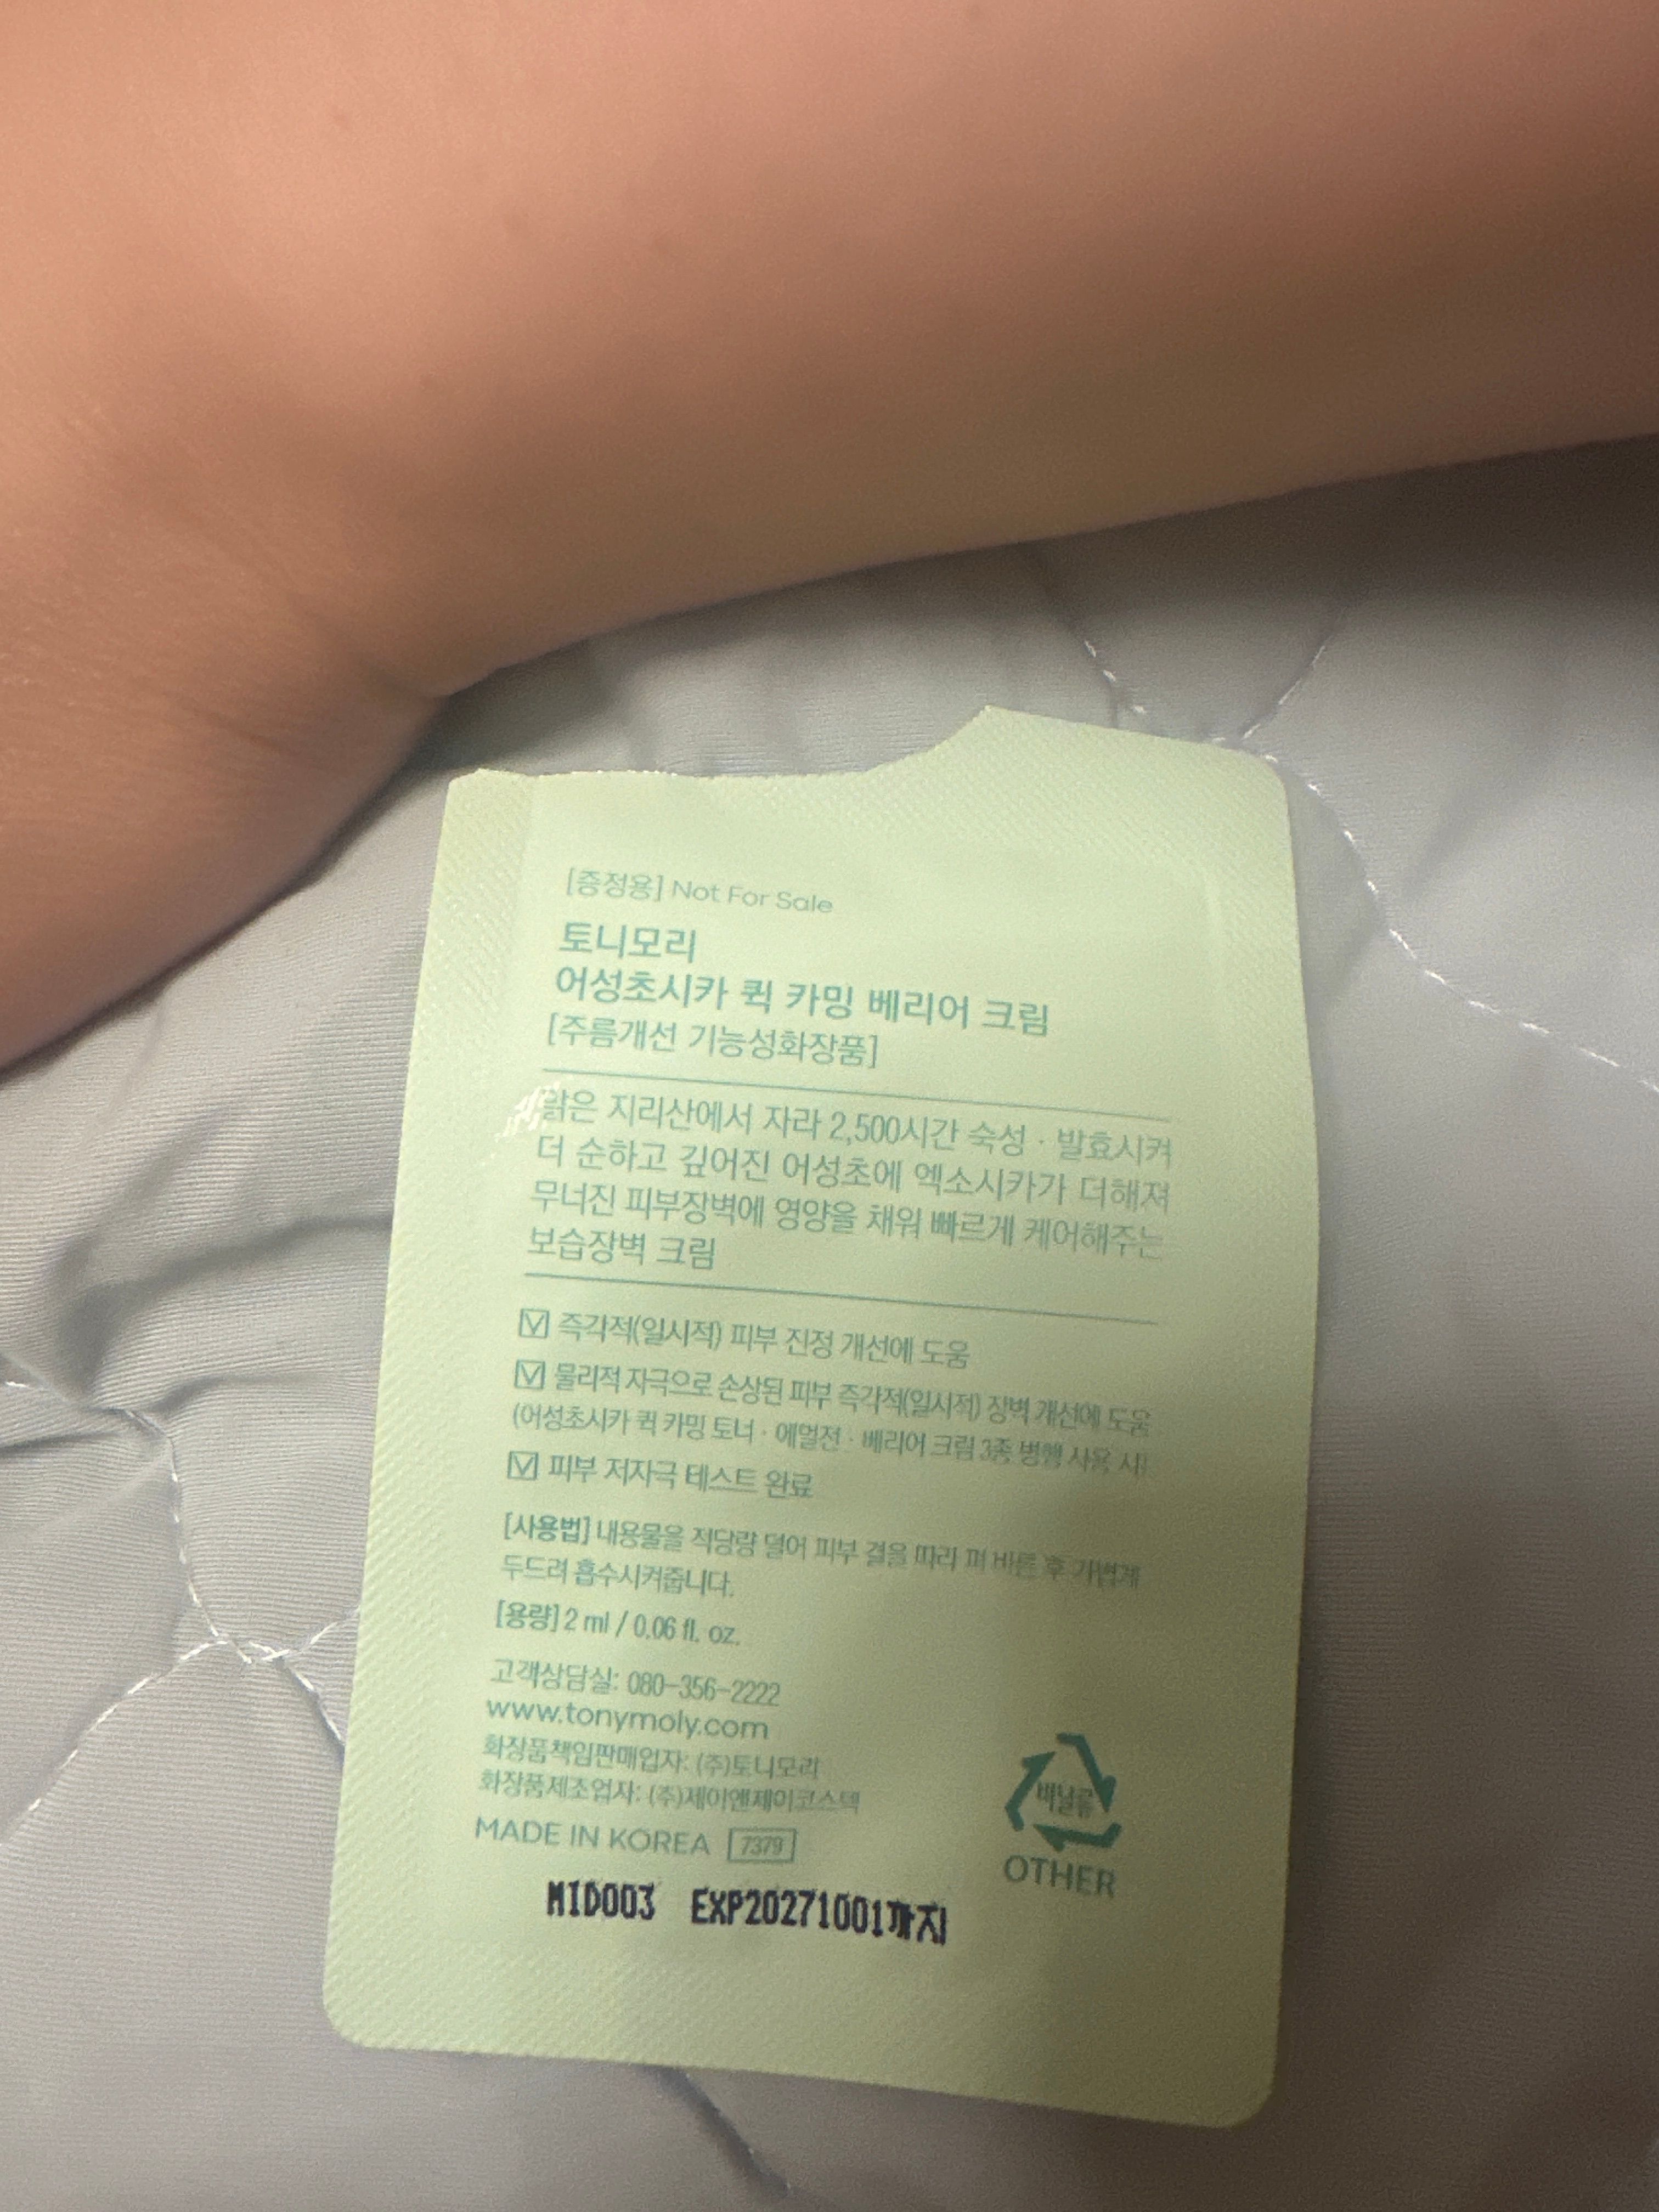 [증정용] Not For Sale
토니모리
어성초시카 퀵 카밍 베리어 크림
[주름개선 기능성화장품]
맑은 지리산에서 자라 2,500시간 숙성 · 발효시켜
더 순하고 깊어진 어성초에 엑소시카가 더해져
무너진 피부장벽에 영양을 채워 빠르게 케어해주는
보습장벽 크림
즉각적(일시적) 피부 진정 개선에 도움
물리적 자극으로 손상된 피부 즉각적(일시적) 장벽 개선에 도움
(어성초시카 퀵 카밍 토너 · 에멀전 · 베리어 크림 3종 병행 사용 시)
피부 저자극 테스트 완료
[사용법] 내용물을 적당량 덜어 피부 결을 따라 펴 바른 후 가볍게
두드려 흡수시켜줍니다.
[용량] 2 ml / 0.06 fl. oz.
고객상담실: 080-356-2222
www.tonymoly.com
화장품책임판매업자: (주)토니모리
화장품제조업자: (주)제이앤제이코스텍
MADE IN KOREA 7379
비닐류
OTHER
MID003 EXP20271001까지